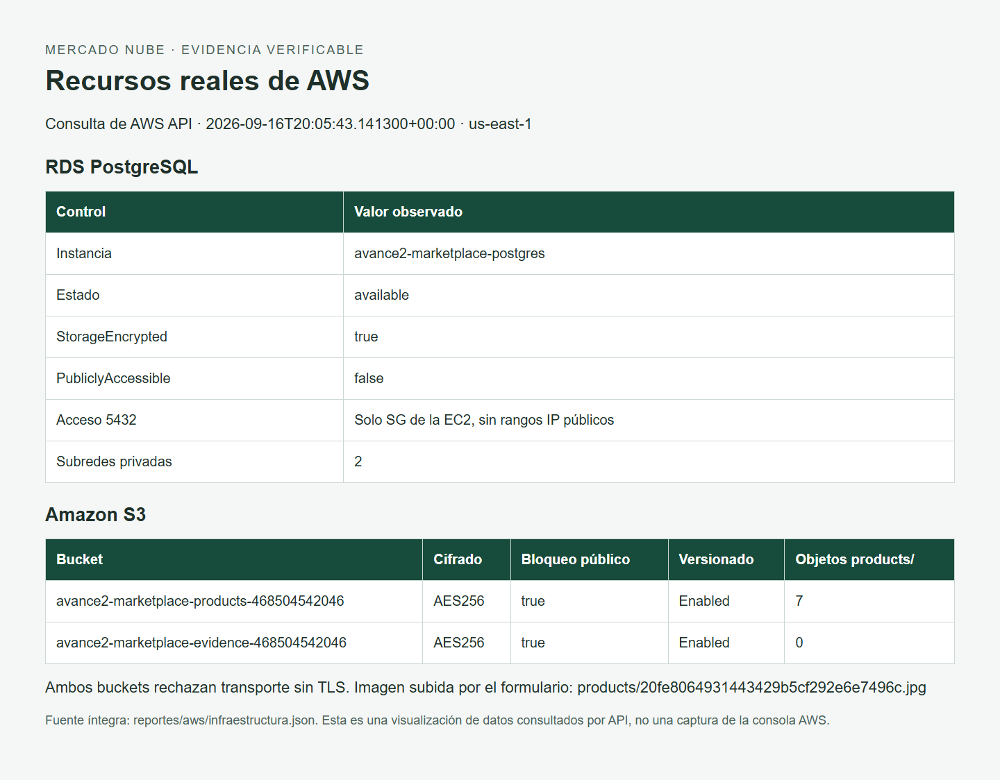 MERCADO NUBE · EVIDENCIA VERIFICABLE
Recursos reales de AWS
Consulta de AWS API · 2026-09-16T20:05:43.141300+00:00 · us-east-1
RDS PostgreSQL
Control Valor observado
Instancia avance2-marketplace-postgres
Estado available
StorageEncrypted true
PubliclyAccessible false
Acceso 5432 Solo SG de la EC2, sin rangos IP públicos
Subredes privadas 2
Amazon S3
Bucket Cifrado Bloqueo público Versionado Objetos products/
avance2-marketplace-products-468504542046 AES256 true Enabled 7
avance2-marketplace-evidence-468504542046 AES256 true Enabled 0
Ambos buckets rechazan transporte sin TLS. Imagen subida por el formulario: products/20fe8064931443429b5cf292e6e7496c.jpg
Fuente íntegra: reportes/aws/infraestructura.json. Esta es una visualización de datos consultados por API, no una captura de la consola AWS.